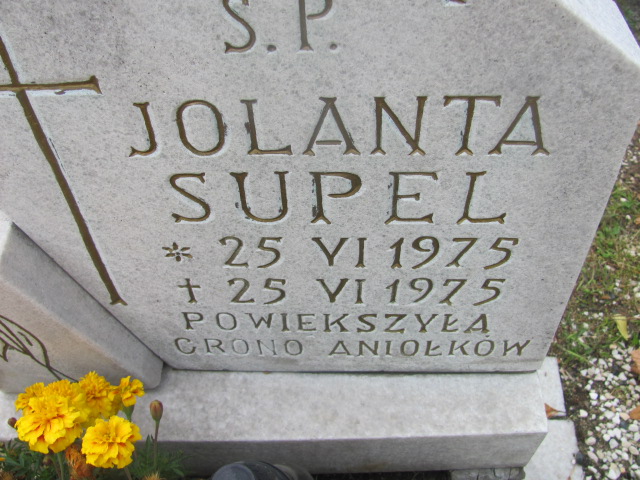 Ś.P.
JOLANTA
SUPEL
* 25 VI 1975
† 25 VI 1975
POWIEKSZYŁA
GRONO ANIOŁKÓW